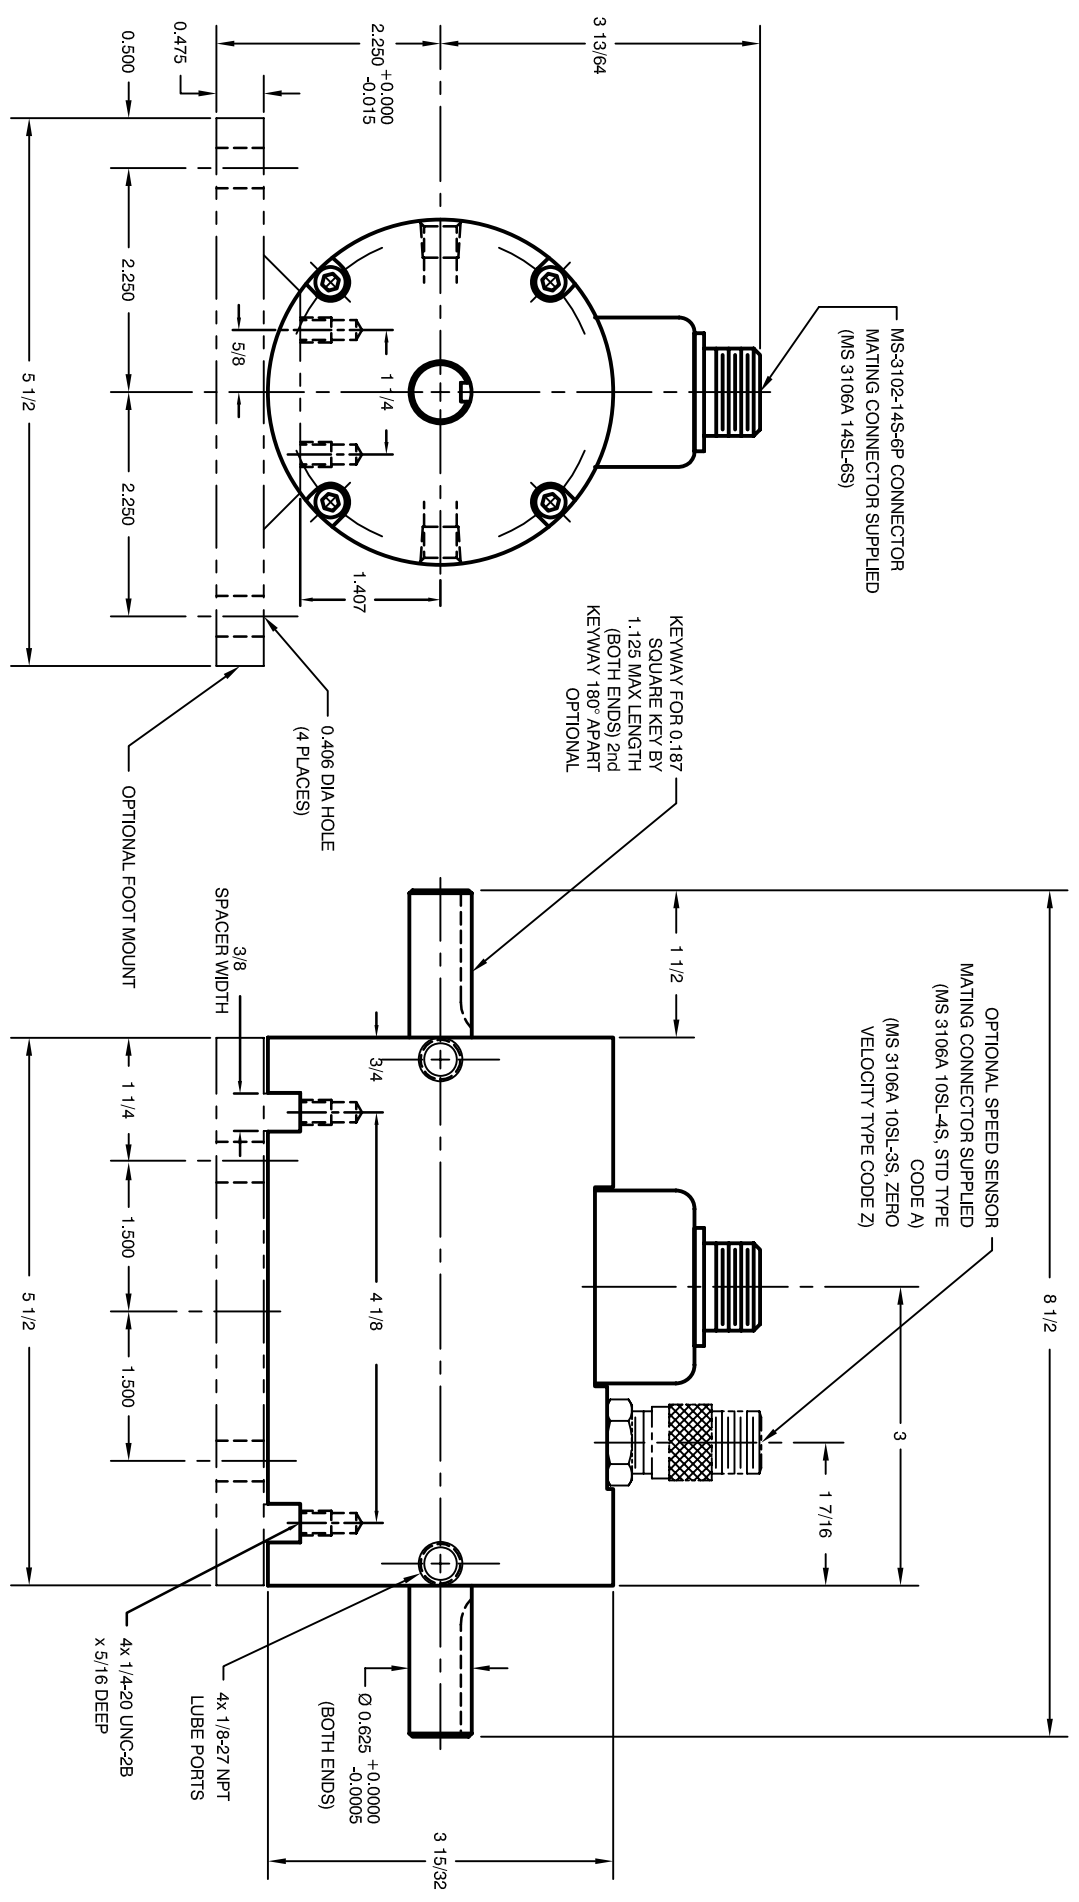 3 13/64
2.250 +0.000
-0.015
0.475
0.500
2.250
2.250
5 1/2
5/8
1 1/4
1.407
MS-3102-14S-6P CONNECTOR
MATING CONNECTOR SUPPLIED
(MS 3106A 14SL-6S)
KEYWAY FOR 0.187
SQUARE KEY BY
1.125 MAX LENGTH
(BOTH ENDS) 2nd
KEYWAY 180° APART
OPTIONAL
0.406 DIA HOLE
(4 PLACES)
OPTIONAL FOOT MOUNT
8 1/2
OPTIONAL SPEED SENSOR
MATING CONNECTOR SUPPLIED
(MS 3106A 10SL-4S, STD TYPE
CODE A)
(MS 3106A 10SL-3S, ZERO
VELOCITY TYPE CODE Z)
3
1 7/16
1 1/2
3/4
4 1/8
3/8
SPACER WIDTH
1 1/4
1.500
1.500
5 1/2
Ø 0.625 +0.0000
-0.0005
(BOTH ENDS)
3 15/32
4x 1/8-27 NPT
LUBE PORTS
4x 1/4-20 UNC-2B
x 5/16 DEEP